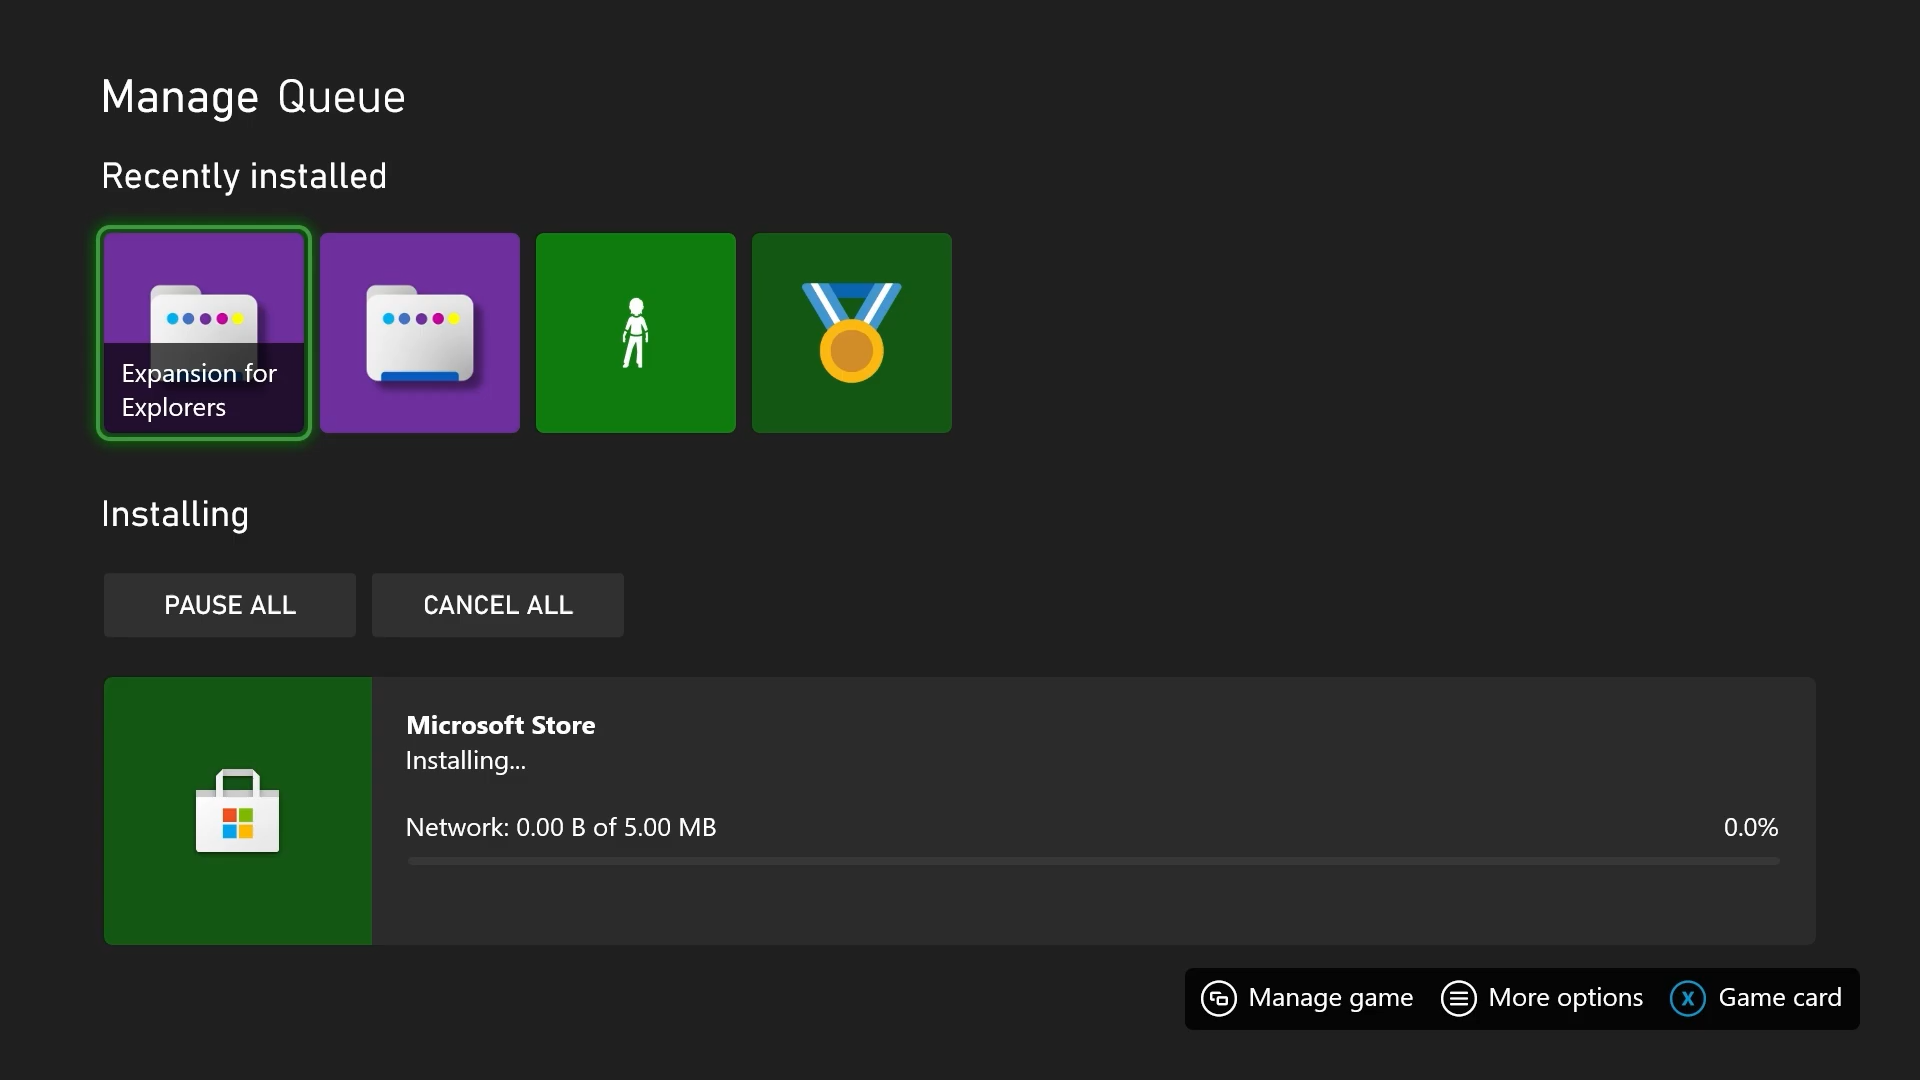 Manage Queue
Recently installed
Expansion for
Explorers
Installing
PAUSE ALL
CANCEL ALL
Microsoft Store
Installing...
Network: 0.00 B of 5.00 MB
0.0%
Manage game
More options
X Game card